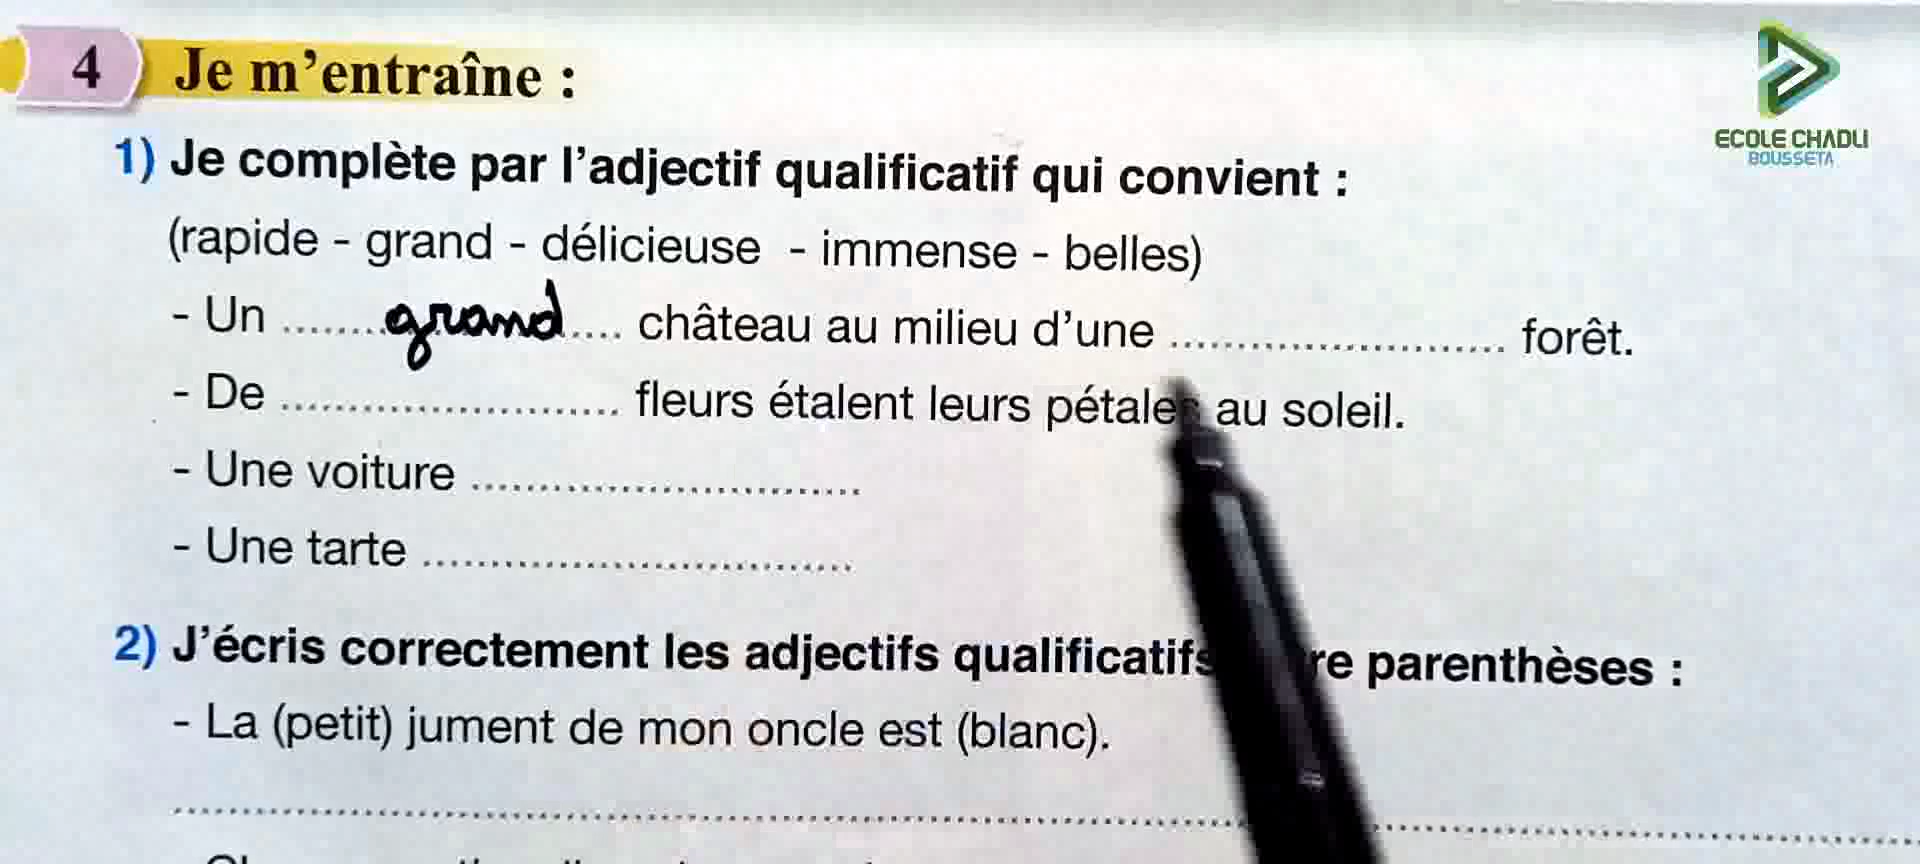 4 Je m'entraîne :
ECOLE CHADLI
BOUSSETA
1) Je complète par l'adjectif qualificatif qui convient :
(rapide - grand - délicieuse - immense - belles)
- Un ........grand.... château au milieu d'une ......................... forêt.
- De ......................... fleurs étalent leurs pétales au soleil.
- Une voiture .............................
- Une tarte ................................
2) J'écris correctement les adjectifs qualificatifs re parenthèses :
- La (petit) jument de mon oncle est (blanc).